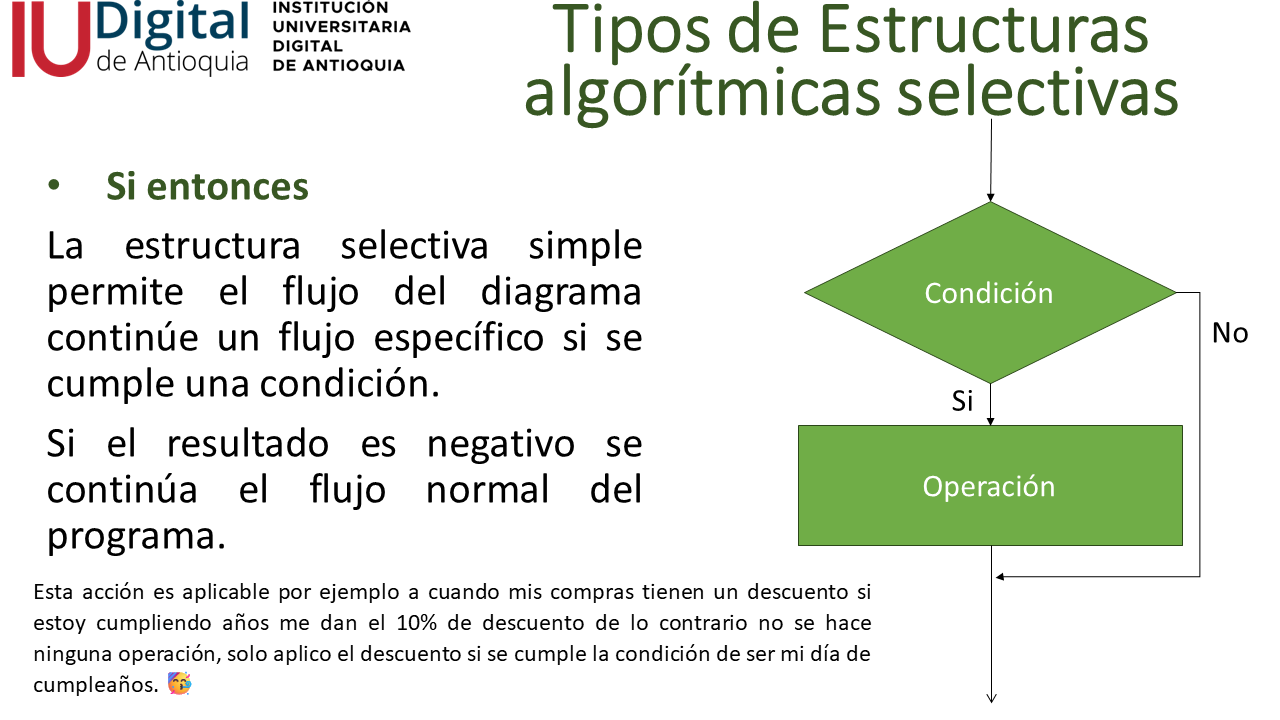 IUDigital
de Antioquia
INSTITUCIÓN
UNIVERSITARIA
DIGITAL
DE ANTIOQUIA
Tipos de Estructuras
algorítmicas selectivas
• Si entonces
La estructura selectiva simple
permite el flujo del diagrama
continúe un flujo específico si se
cumple una condición.
Si el resultado es negativo se
continúa el flujo normal del
programa.
Esta acción es aplicable por ejemplo a cuando mis compras tienen un descuento si
estoy cumpliendo años me dan el 10% de descuento de lo contrario no se hace
ninguna operación, solo aplico el descuento si se cumple la condición de ser mi día de
cumpleaños. 🥳
Condición
No
Si
Operación